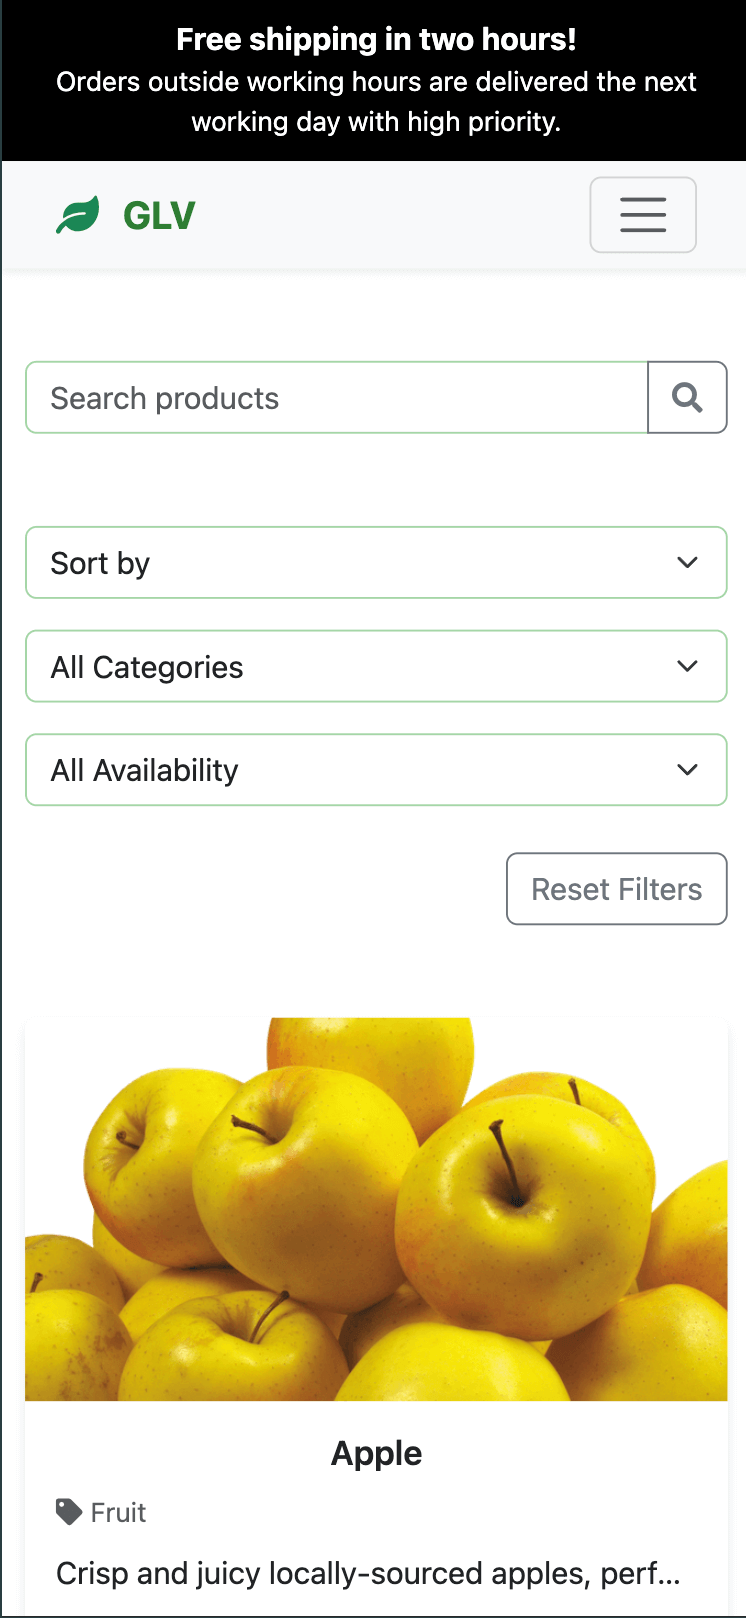 Free shipping in two hours!
Orders outside working hours are delivered the next
working day with high priority.
GLV
Search products
Sort by
All Categories
All Availability
Reset Filters
Apple
Fruit
Crisp and juicy locally-sourced apples, perf...